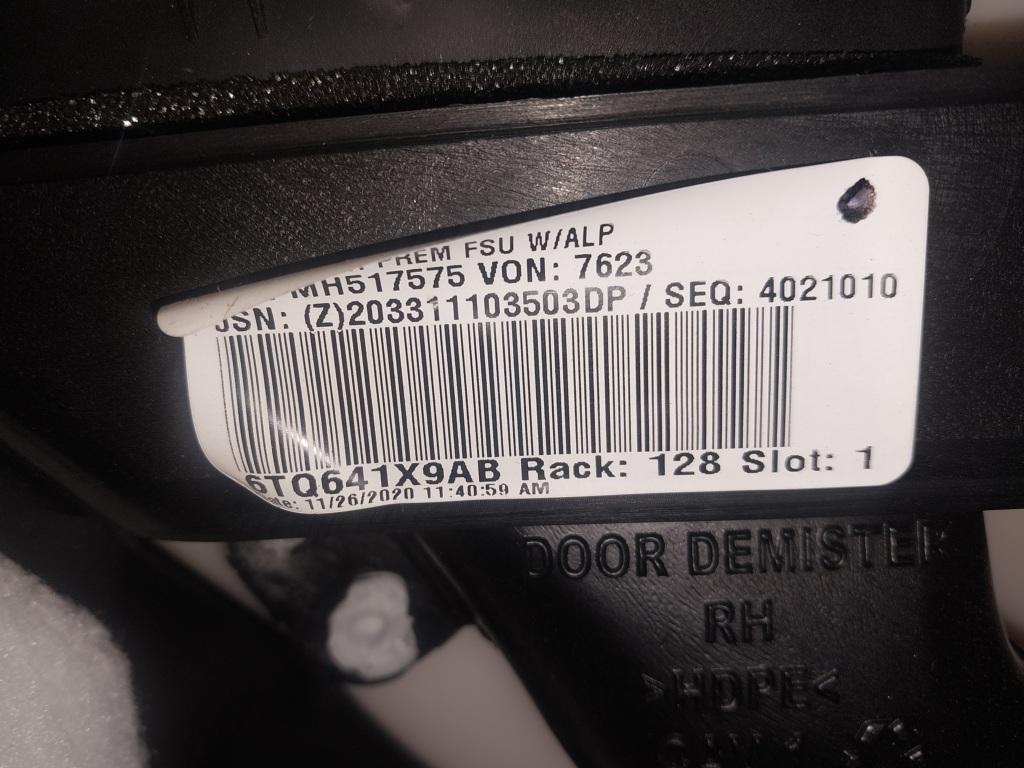 PREM FSU W/ALP
MH517575 VON: 7623
JSN: (Z)203311103503DP / SEQ: 4021010
6TQ641X9AB Rack: 128 Slot: 1
11/26/2020 11:40:59 AM
DOOR DEMISTER
RH
>HDPE<